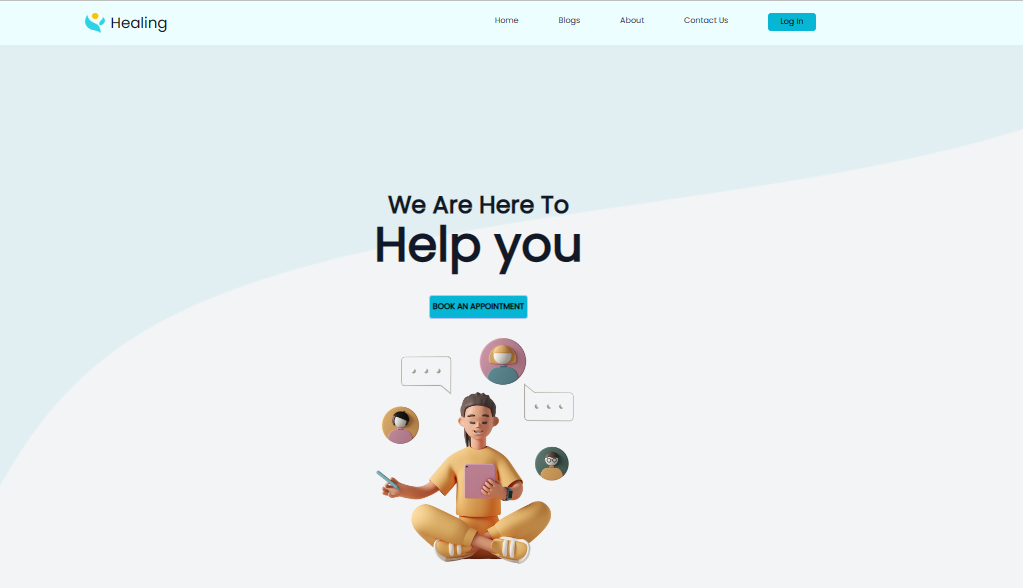 Healing
Home Blogs About Contact Us Log In
We Are Here To
Help you
BOOK AN APPOINTMENT